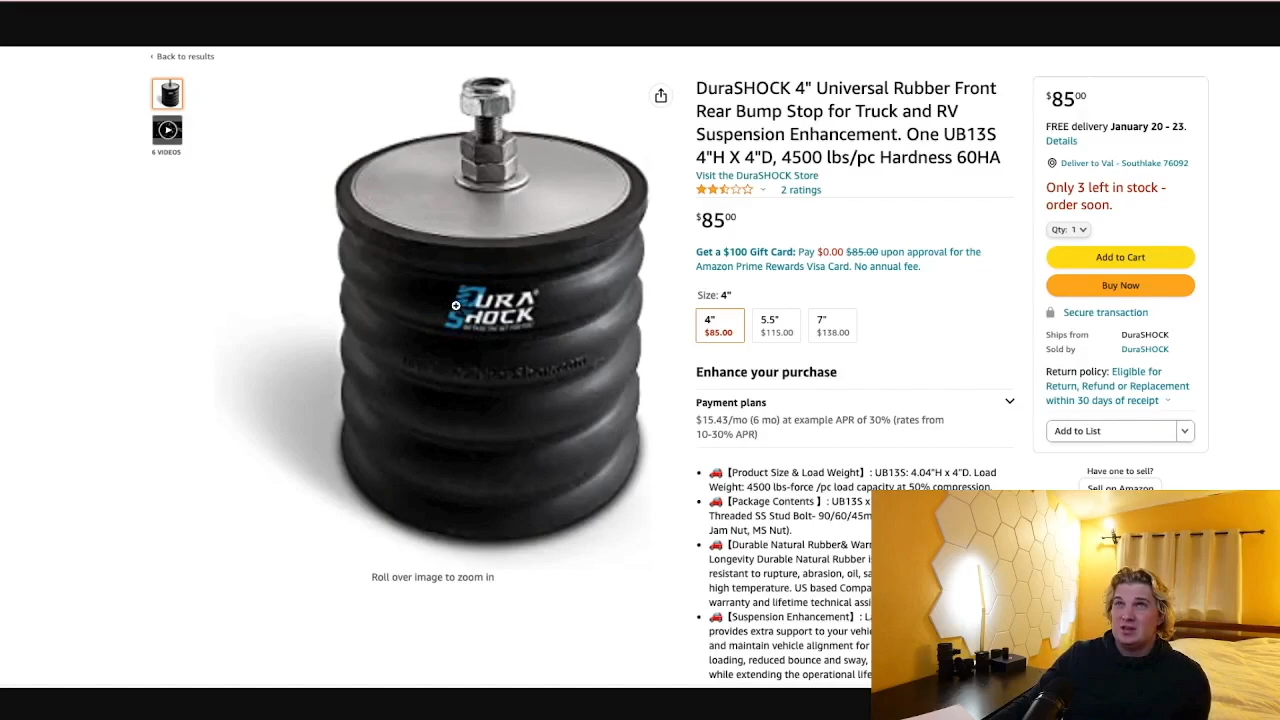 ‹ Back to results
6 VIDEOS
DURA
SHOCK
Roll over image to zoom in
DuraSHOCK 4" Universal Rubber Front
Rear Bump Stop for Truck and RV
Suspension Enhancement. One UB13S
4"H X 4"D, 4500 lbs/pc Hardness 60HA
Visit the DuraSHOCK Store
2 ratings
$8500
Get a $100 Gift Card: Pay $0.00 $85.00 upon approval for the
Amazon Prime Rewards Visa Card. No annual fee.
Size: 4"
4" 5.5" 7"
$85.00 $115.00 $138.00
Enhance your purchase
Payment plans
$15.43/mo (6 mo) at example APR of 30% (rates from
10-30% APR)
• 🚗【Product Size & Load Weight】: UB13S: 4.04"H x 4"D. Load
Weight: 4500 lbs-force /pc load capacity at 50% compression.
• 🚗【Package Contents 】: UB13S x
Threaded SS Stud Bolt- 90/60/45m
Jam Nut, MS Nut).
• 🚗【Durable Natural Rubber& Warr
Longevity Durable Natural Rubber i
resistant to rupture, abrasion, oil, sa
high temperature. US based Compa
warranty and lifetime technical assi
• 🚗【Suspension Enhancement】: L
provides extra support to your vehi
and maintain vehicle alignment for
loading, reduced bounce and sway,
while extending the operational life
$8500
FREE delivery January 20 - 23.
Details
Deliver to Val - Southlake 76092
Only 3 left in stock -
order soon.
Qty: 1
Add to Cart
Buy Now
Secure transaction
Ships from DuraSHOCK
Sold by DuraSHOCK
Return policy: Eligible for
Return, Refund or Replacement
within 30 days of receipt
Add to List
Have one to sell?
Sell on Amazon